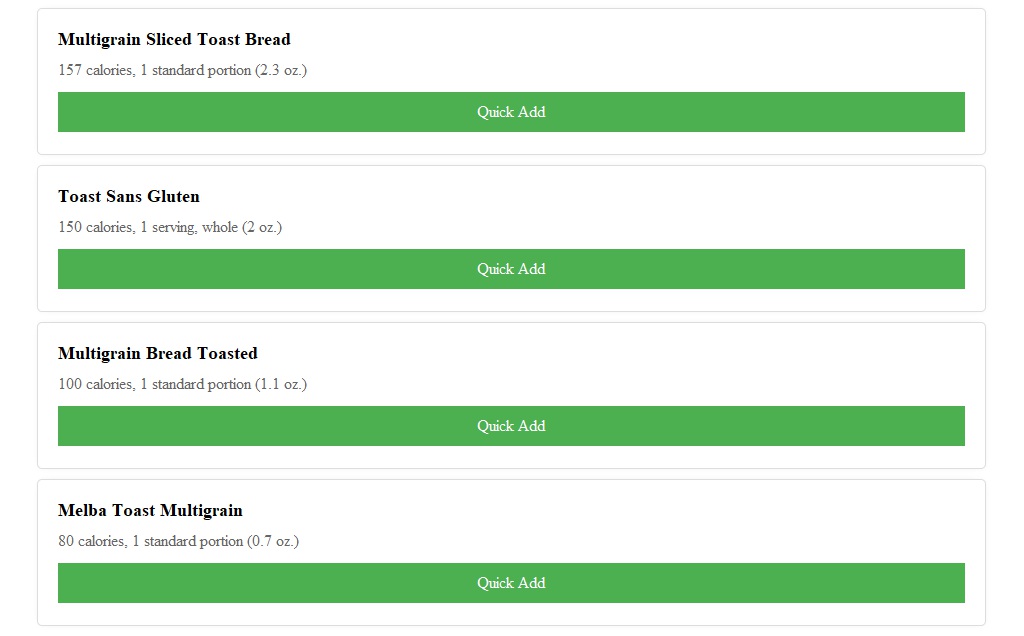 Multigrain Sliced Toast Bread
157 calories, 1 standard portion (2.3 oz.)
Quick Add
Toast Sans Gluten
150 calories, 1 serving, whole (2 oz.)
Quick Add
Multigrain Bread Toasted
100 calories, 1 standard portion (1.1 oz.)
Quick Add
Melba Toast Multigrain
80 calories, 1 standard portion (0.7 oz.)
Quick Add